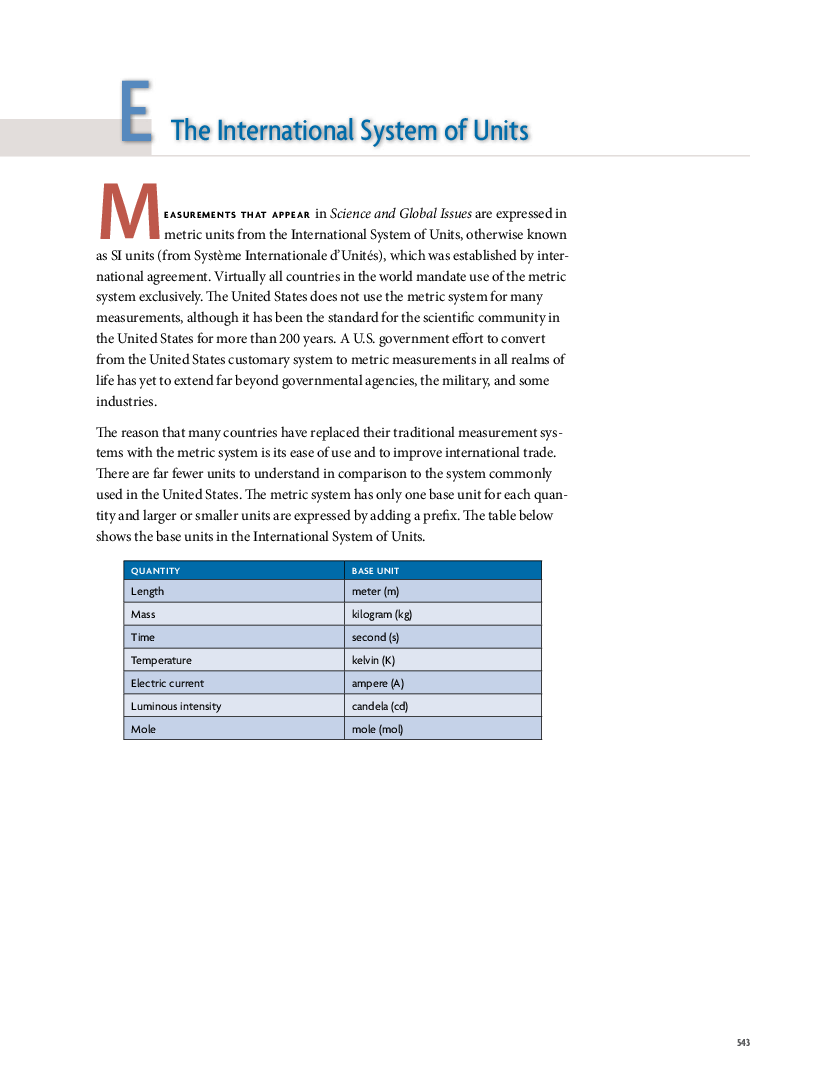 E The International System of Units
MEASUREMENTS THAT APPEAR in Science and Global Issues are expressed in
metric units from the International System of Units, otherwise known
as SI units (from Système Internationale d’Unités), which was established by inter-
national agreement. Virtually all countries in the world mandate use of the metric
system exclusively. The United States does not use the metric system for many
measurements, although it has been the standard for the scientific community in
the United States for more than 200 years. A U.S. government effort to convert
from the United States customary system to metric measurements in all realms of
life has yet to extend far beyond governmental agencies, the military, and some
industries.
The reason that many countries have replaced their traditional measurement sys-
tems with the metric system is its ease of use and to improve international trade.
There are far fewer units to understand in comparison to the system commonly
used in the United States. The metric system has only one base unit for each quan-
tity and larger or smaller units are expressed by adding a prefix. The table below
shows the base units in the International System of Units.
QUANTITY BASE UNIT
Length meter (m)
Mass kilogram (kg)
Time second (s)
Temperature kelvin (K)
Electric current ampere (A)
Luminous intensity candela (cd)
Mole mole (mol)
543